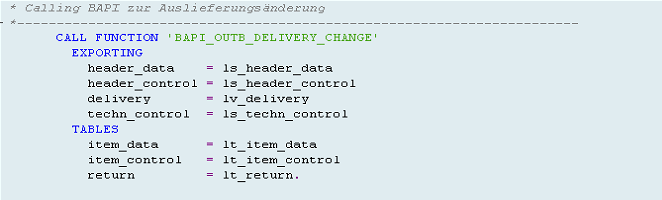 * Calling BAPI zur Auslieferungsänderung
*----------------------------------------------------------------------
CALL FUNCTION 'BAPI_OUTB_DELIVERY_CHANGE'
EXPORTING
header_data = ls_header_data
header_control = ls_header_control
delivery = lv_delivery
techn_control = ls_techn_control
TABLES
item_data = lt_item_data
item_control = lt_item_control
return = lt_return.